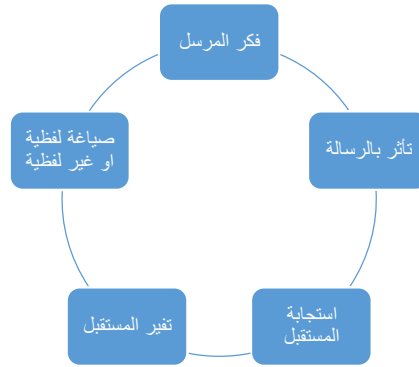 فكر المرسل
تأثر بالرسالة
استجابة
المستقبل
تفير المستقبل
صياغة لفظية
او غير لفظية